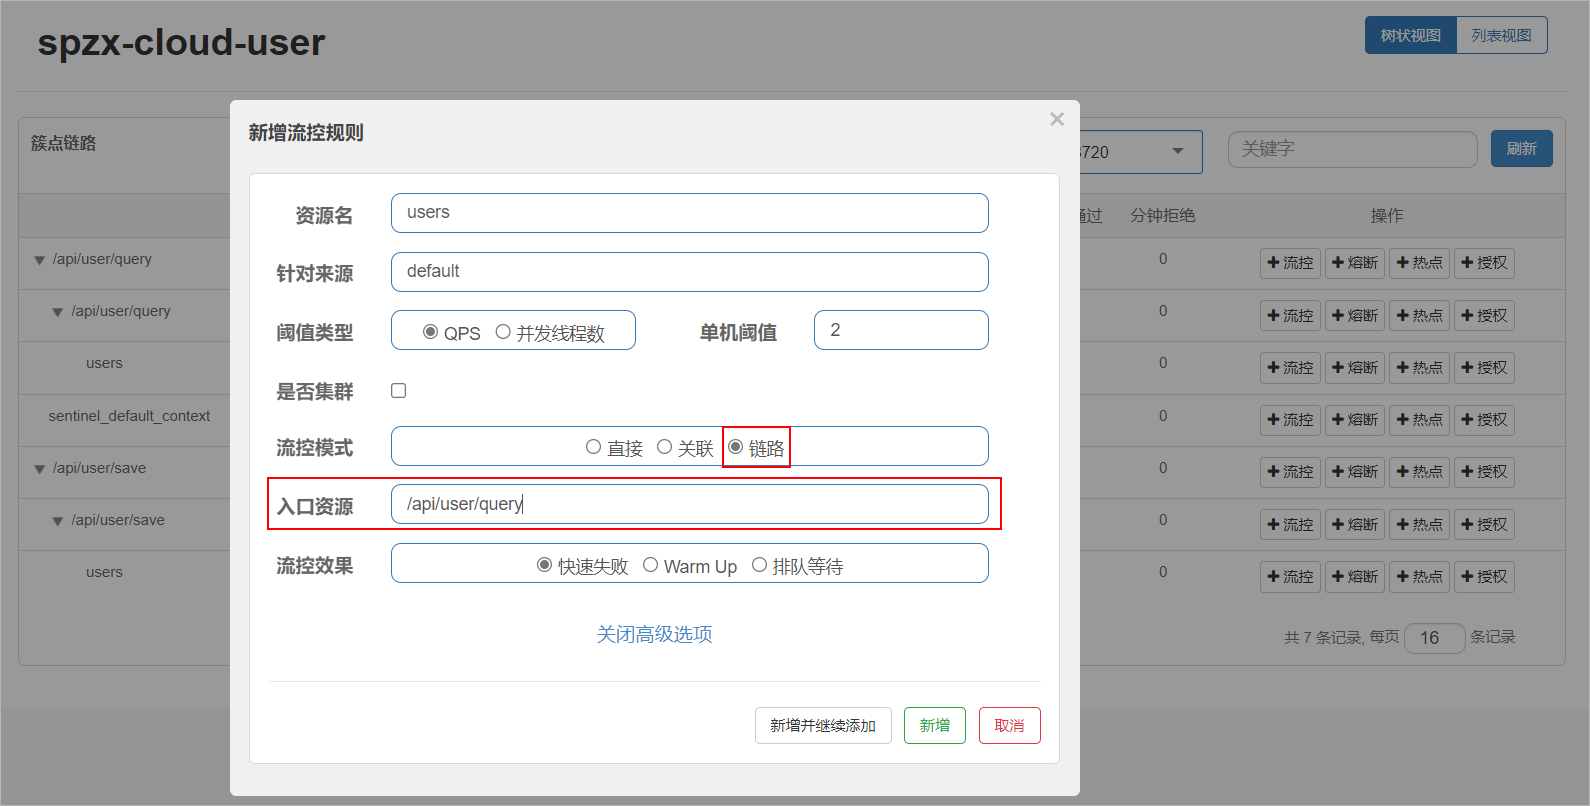 spzx-cloud-user
树状视图 列表视图
簇点链路
新增流控规则
×
关键字
刷新
分钟拒绝 操作
资源名 users
针对来源 default
阈值类型 QPS 并发线程数 单机阈值 2
是否集群
流控模式 直接 关联 链路
入口资源 /api/user/query
流控效果 快速失败 Warm Up 排队等待
关闭高级选项
新增并继续添加 新增 取消
/api/user/query 0 流控 熔断 热点 授权
/api/user/query 0 流控 熔断 热点 授权
users 0 流控 熔断 热点 授权
sentinel_default_context 0 流控 熔断 热点 授权
/api/user/save 0 流控 熔断 热点 授权
/api/user/save 0 流控 熔断 热点 授权
users 0 流控 熔断 热点 授权
共 7 条记录, 每页 16 条记录